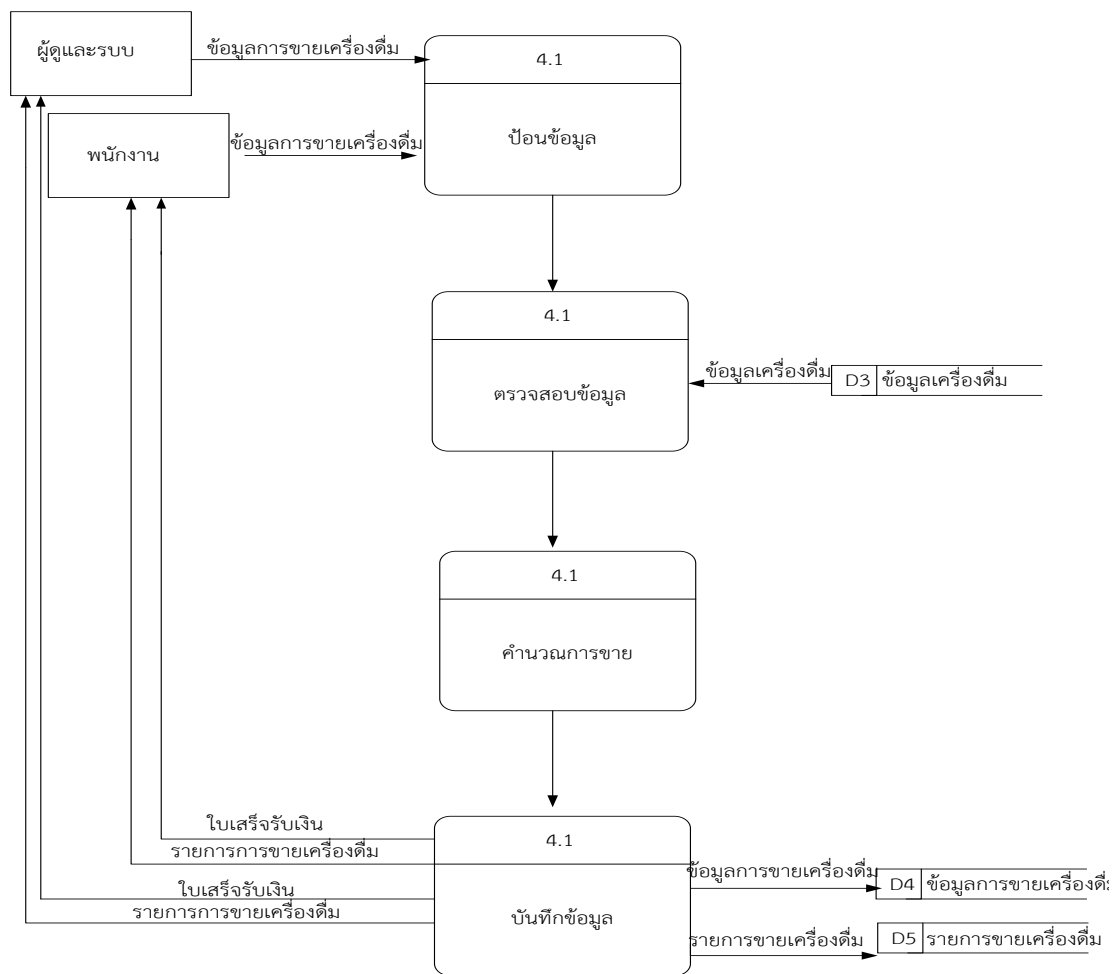 ผู้ดูและรบบ
ข้อมูลการขายเครื่องดื่ม
4.1
ป้อนข้อมูล
พนักงาน
ข้อมูลการขายเครื่องดื่ม
4.1
ตรวจสอบข้อมูล
ข้อมูลเครื่องดื่ม
D3 ข้อมูลเครื่องดื่ม
4.1
คำนวณการขาย
ใบเสร็จรับเงิน
รายการการขายเครื่องดื่ม
ใบเสร็จรับเงิน
รายการการขายเครื่องดื่ม
4.1
บันทึกข้อมูล
ข้อมูลการขายเครื่องดื่ม
D4 ข้อมูลการขายเครื่องดื่
รายการขายเครื่องดื่ม
D5 รายการขายเครื่องดื่ม